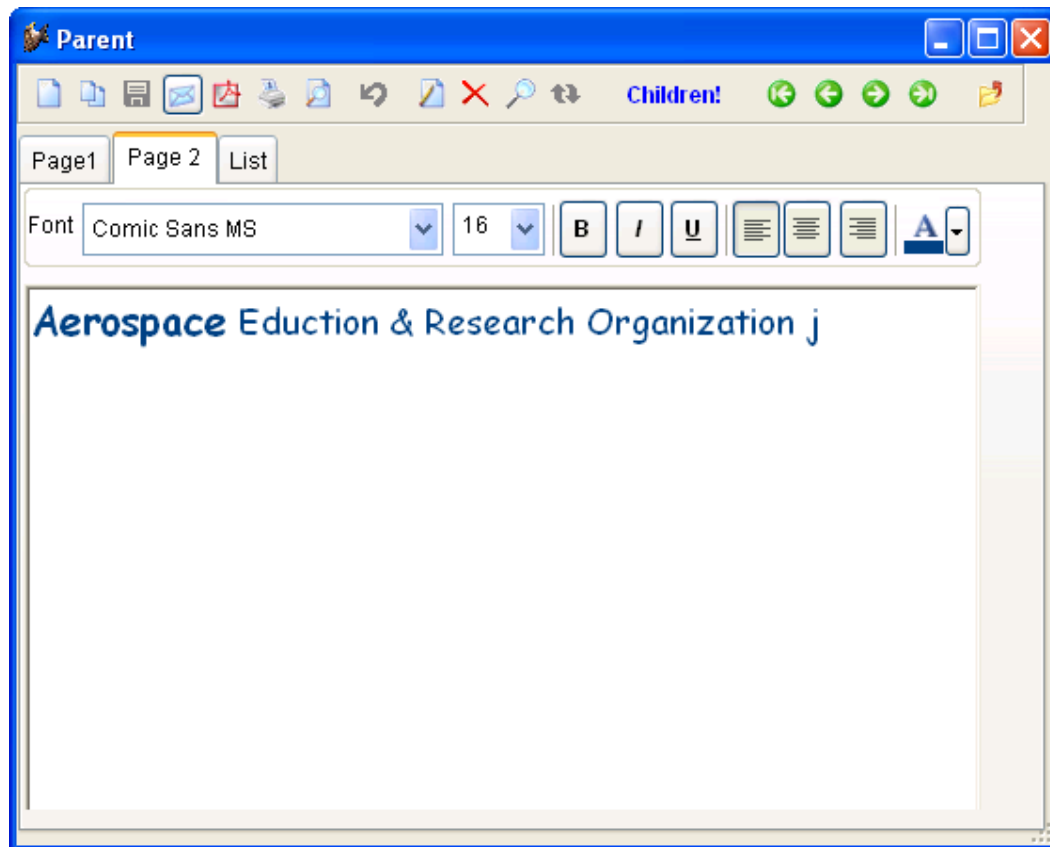 Parent
Children!
Page1 Page 2 List
Font Comic Sans MS 16 B I U A
Aerospace Eduction & Research Organization j